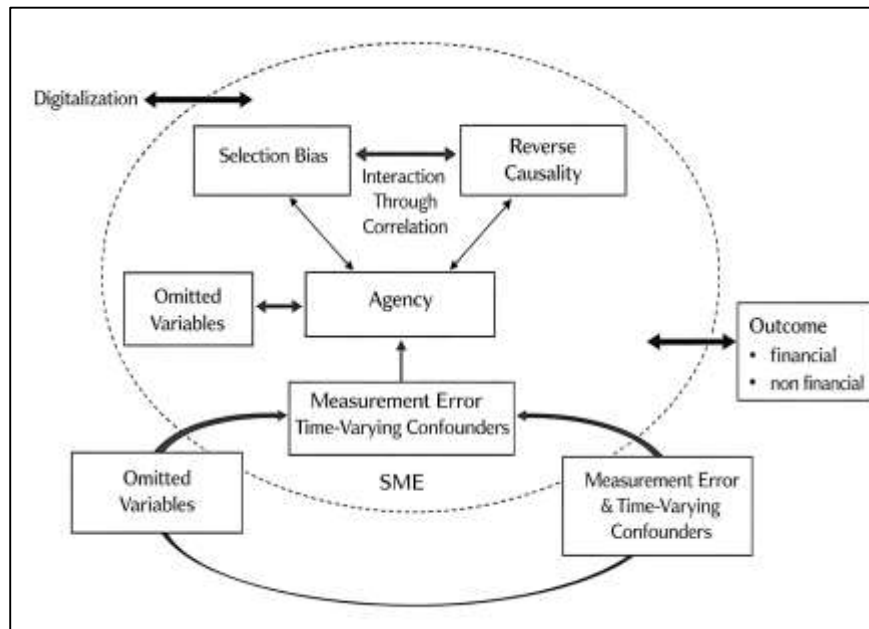 Digitalization
Selection Bias
Interaction
Through
Correlation
Reverse
Causality
Omitted
Variables
Agency
Outcome
• financial
• non financial
Measurement Error
Time-Varying Confounders
Omitted
Variables
SME
Measurement Error
& Time-Varying
Confounders